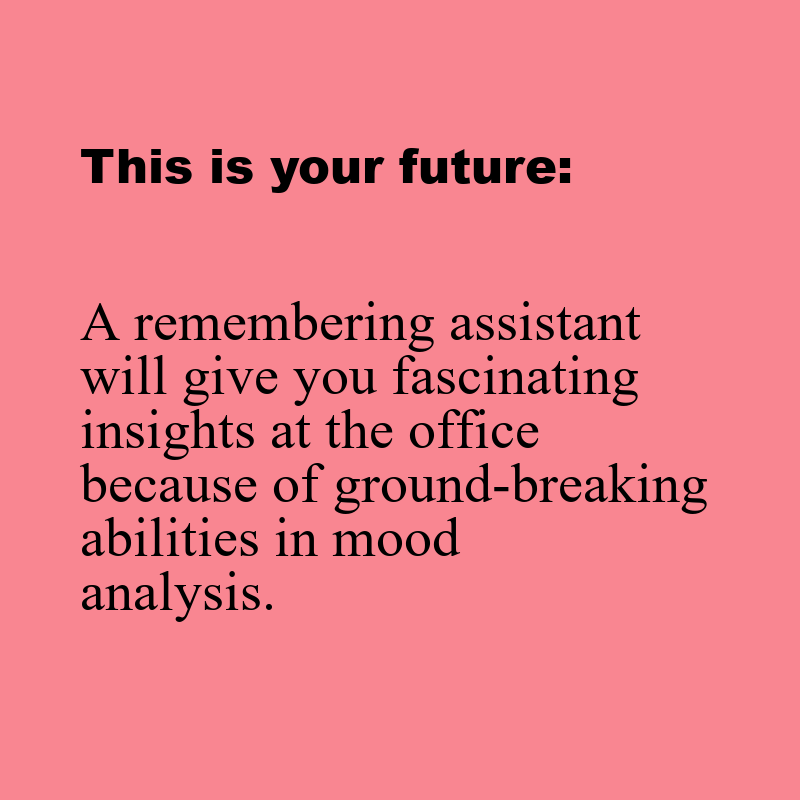 This is your future:
A remembering assistant
will give you fascinating
insights at the office
because of ground-breaking
abilities in mood
analysis.